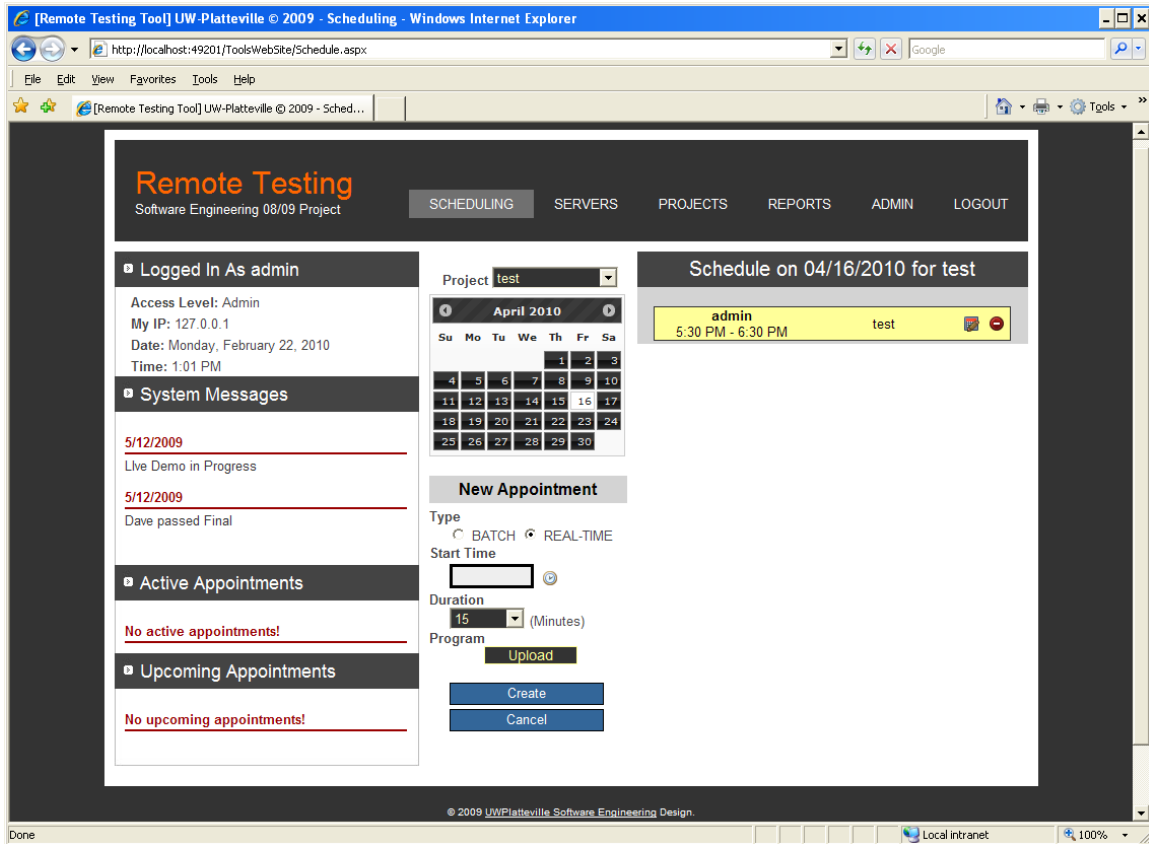 [Remote Testing Tool] UW-Platteville © 2009 - Scheduling - Windows Internet Explorer
http://localhost:49201/ToolsWebSite/Schedule.aspx
Google
File Edit View Favorites Tools Help
[Remote Testing Tool] UW-Platteville © 2009 - Sched...
Tools
Remote Testing
Software Engineering 08/09 Project
SCHEDULING SERVERS PROJECTS REPORTS ADMIN LOGOUT
Logged In As admin
Access Level: Admin
My IP: 127.0.0.1
Date: Monday, February 22, 2010
Time: 1:01 PM
System Messages
5/12/2009
LIve Demo in Progress
5/12/2009
Dave passed Final
Active Appointments
No active appointments!
Upcoming Appointments
No upcoming appointments!
Project test
April 2010
Su Mo Tu We Th Fr Sa
1 2 3
4 5 6 7 8 9 10
11 12 13 14 15 16 17
18 19 20 21 22 23 24
25 26 27 28 29 30
New Appointment
Type
BATCH REAL-TIME
Start Time
Duration
15 (Minutes)
Program
Upload
Create
Cancel
Schedule on 04/16/2010 for test
admin
5:30 PM - 6:30 PM
test
© 2009 UWPlatteville Software Engineering Design.
Done
Local intranet
100%